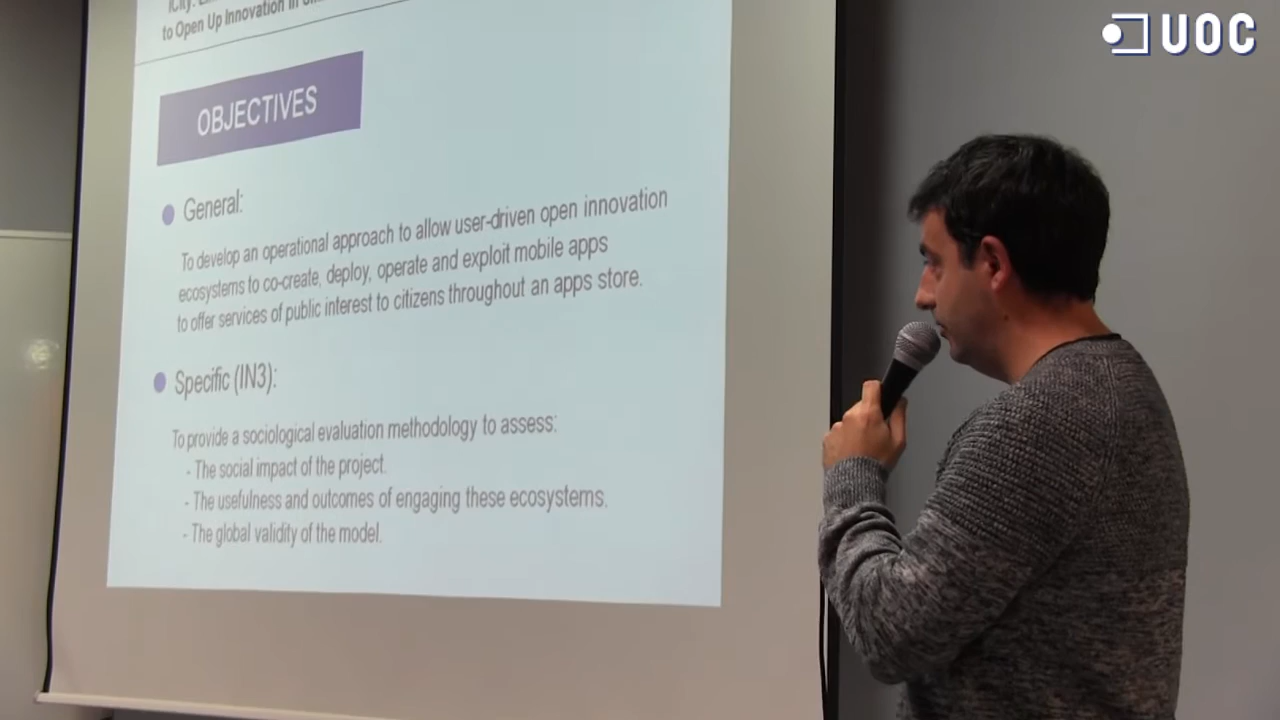 to Open Up Innovation in
OBJECTIVES
General:
To develop an operational approach to allow user-driven open innovation
ecosystems to co-create, deploy, operate and exploit mobile apps
to offer services of public interest to citizens throughout an apps store.
Specific (IN3):
To provide a sociological evaluation methodology to assess:
- The social impact of the project.
- The usefulness and outcomes of engaging these ecosystems.
- The global validity of the model.
UOC